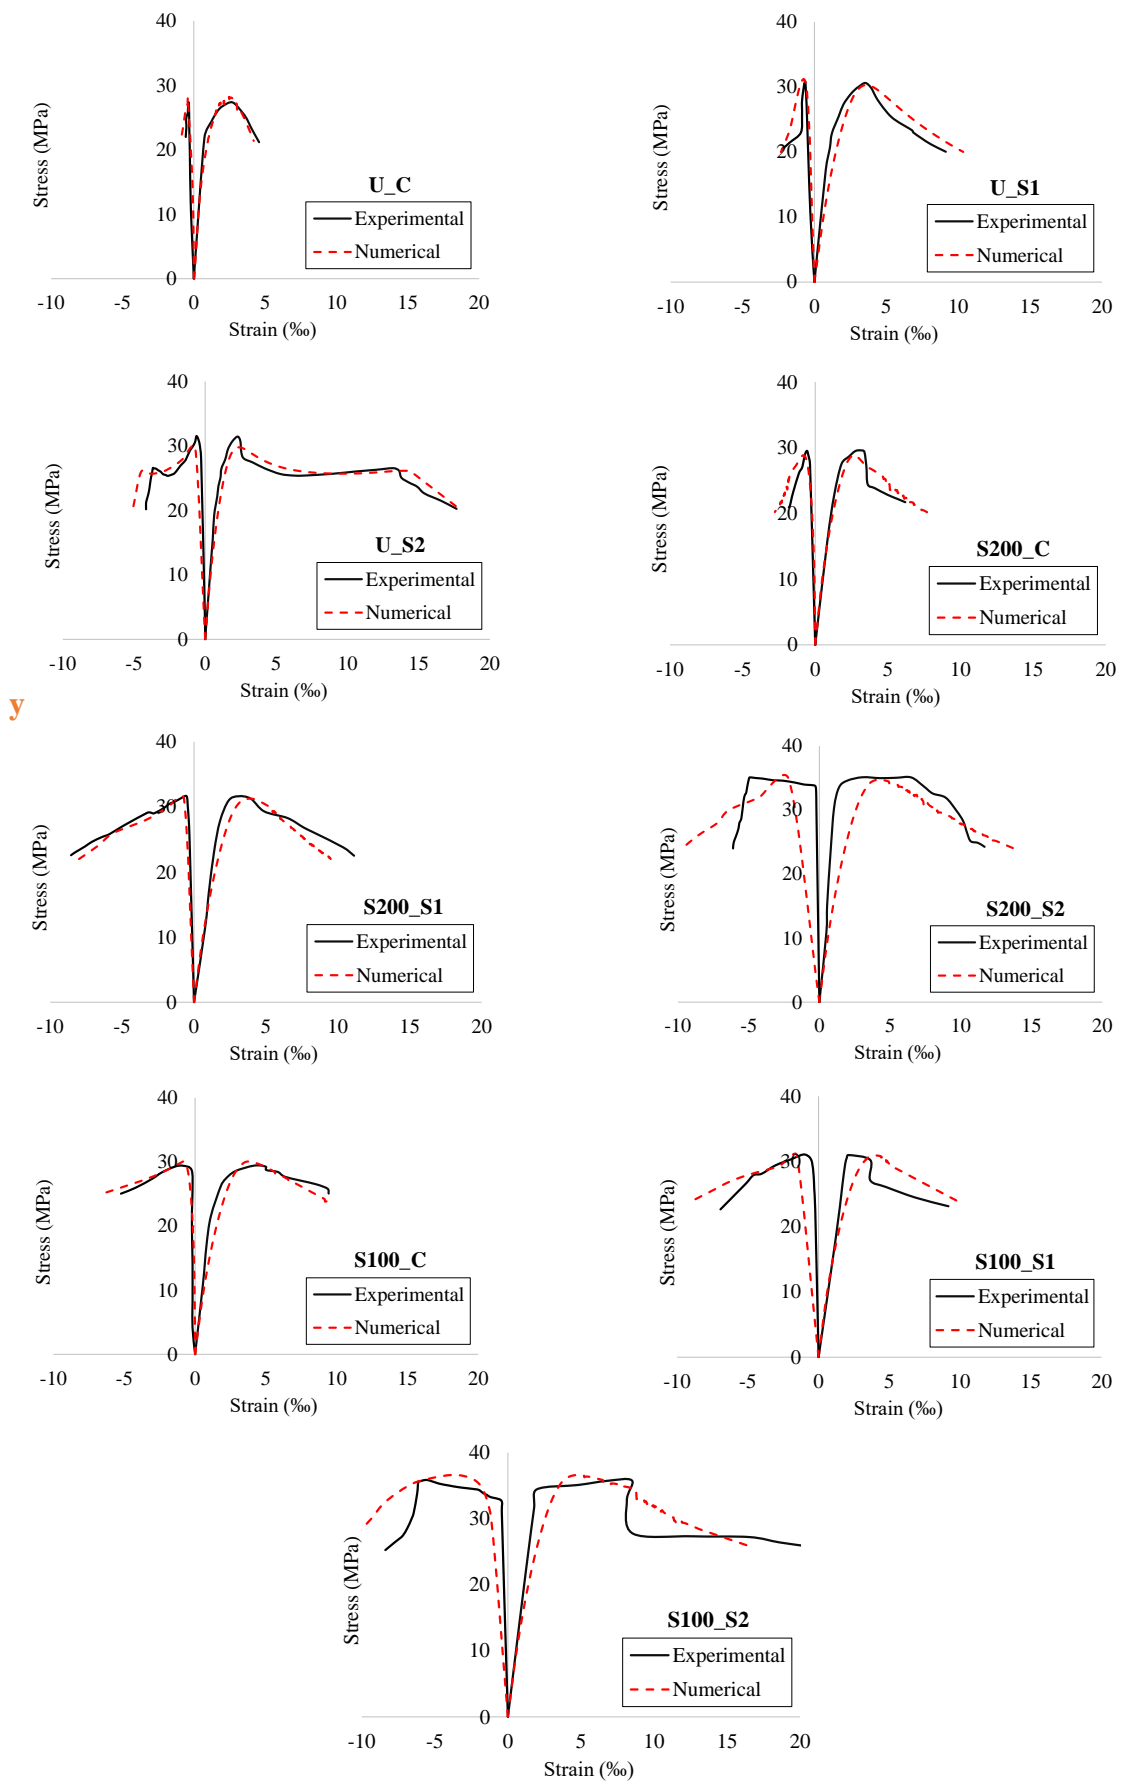 40
30
20
10
0
-10 -5 0 5 10 15 20
Stress (MPa)
Strain (‰)
U_C
Experimental
Numerical
40
30
20
10
0
-10 -5 0 5 10 15 20
Stress (MPa)
Strain (‰)
U_S1
Experimental
Numerical
40
30
20
10
0
-10 -5 0 5 10 15 20
Stress (MPa)
Strain (‰)
U_S2
Experimental
Numerical
40
30
20
10
0
-10 -5 0 5 10 15 20
Stress (MPa)
Strain (‰)
S200_C
Experimental
Numerical
y
40
30
20
10
0
-10 -5 0 5 10 15 20
Stress (MPa)
Strain (‰)
S200_S1
Experimental
Numerical
40
30
20
10
0
-10 -5 0 5 10 15 20
Stress (MPa)
Strain (‰)
S200_S2
Experimental
Numerical
40
30
20
10
0
-10 -5 0 5 10 15 20
Stress (MPa)
Strain (‰)
S100_C
Experimental
Numerical
40
30
20
10
0
-10 -5 0 5 10 15 20
Stress (MPa)
Strain (‰)
S100_S1
Experimental
Numerical
40
30
20
10
0
-10 -5 0 5 10 15 20
Stress (MPa)
Strain (‰)
S100_S2
Experimental
Numerical